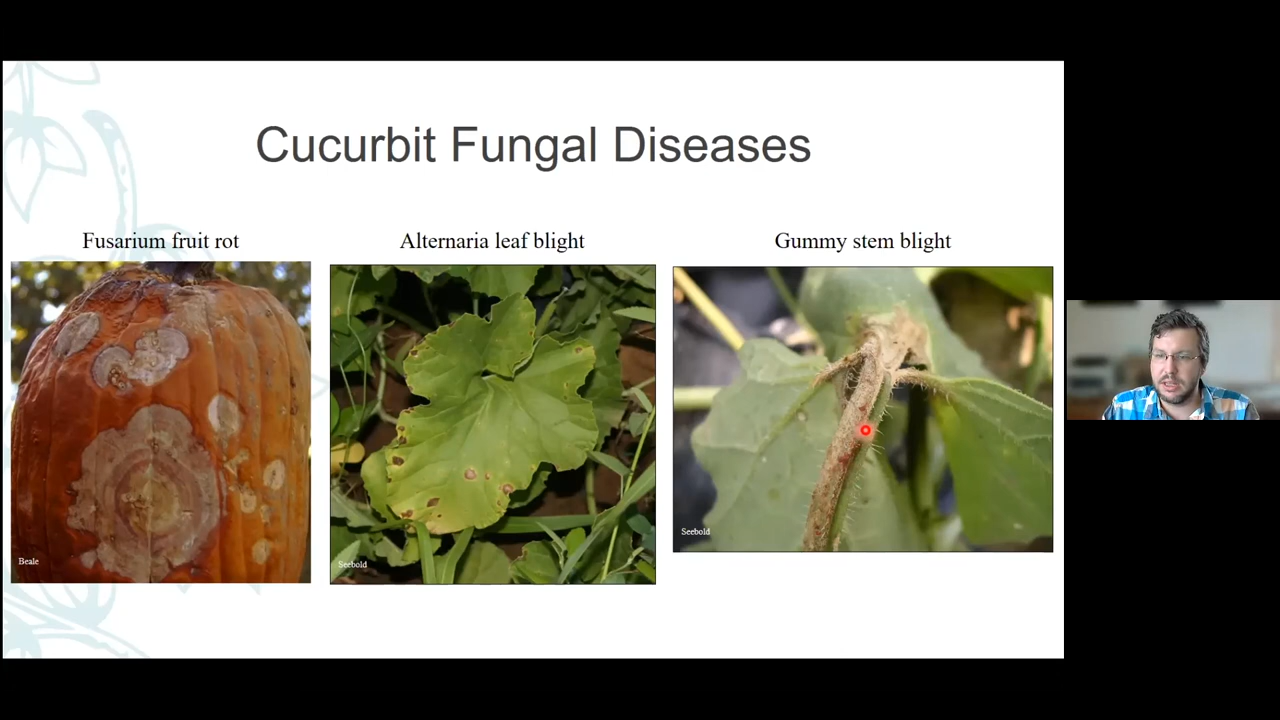 Cucurbit Fungal Diseases
Fusarium fruit rot
Alternaria leaf blight
Gummy stem blight
Beale
Seebold
Seebold